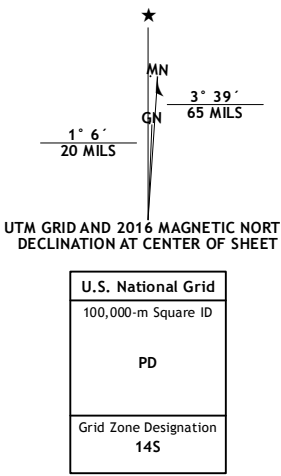 ★
MN
3° 39´
65 MILS
GN
1° 6´
20 MILS
UTM GRID AND 2016 MAGNETIC NORT
DECLINATION AT CENTER OF SHEET
U.S. National Grid
100,000-m Square ID
PD
Grid Zone Designation
14S